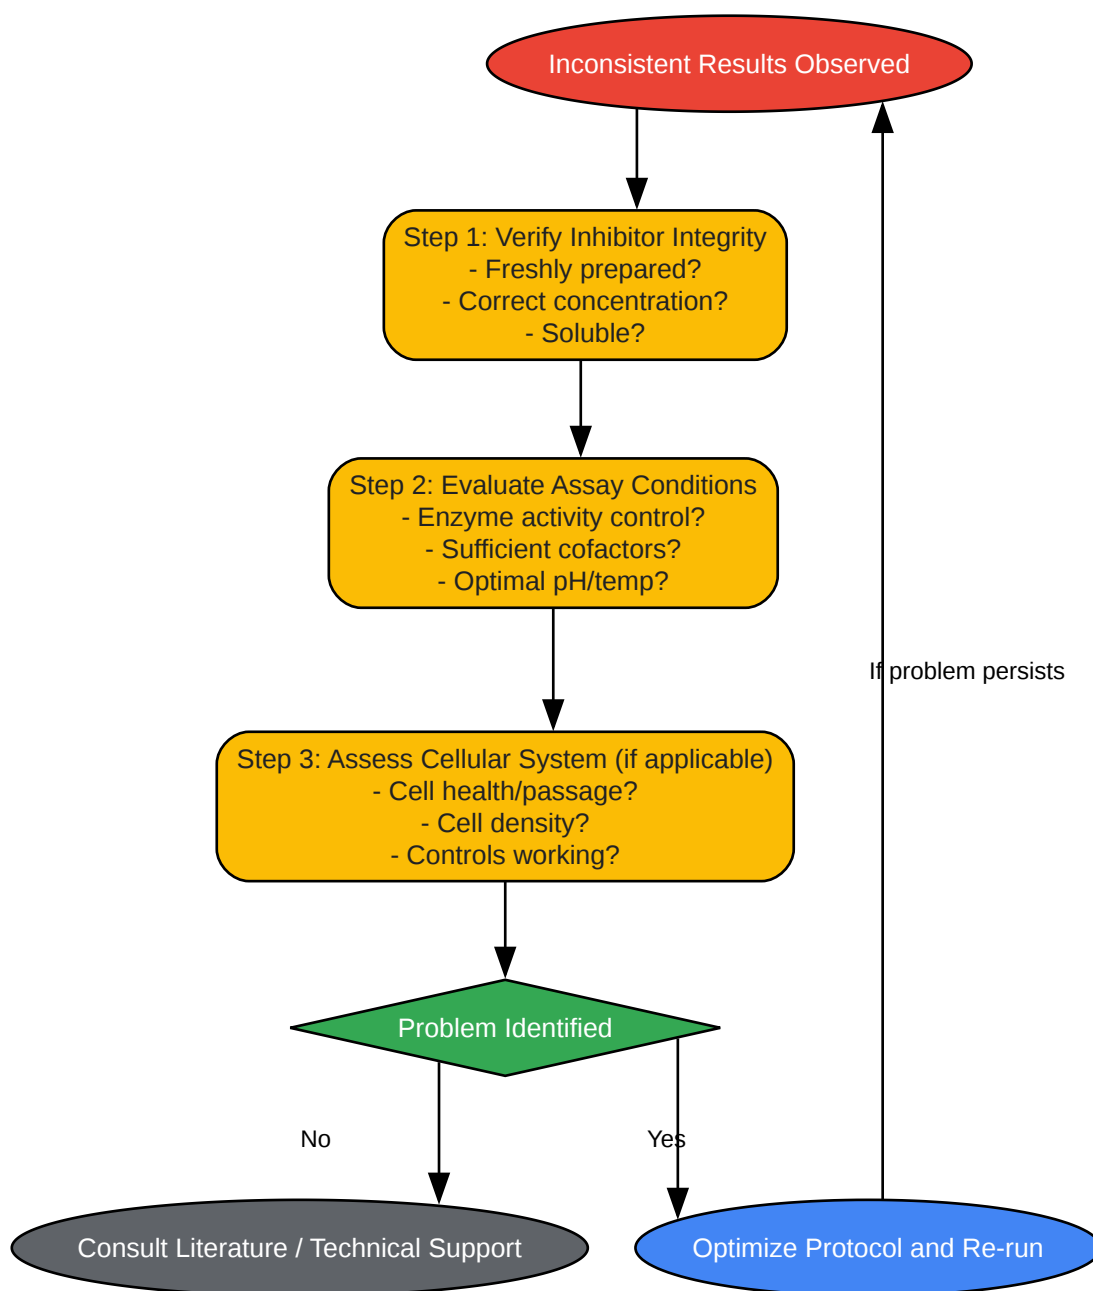 Inconsistent Results Observed
Step 1: Verify Inhibitor Integrity
- Freshly prepared?
- Correct concentration?
- Soluble?
Step 2: Evaluate Assay Conditions
- Enzyme activity control?
- Sufficient cofactors?
- Optimal pH/temp?
If problem persists
Step 3: Assess Cellular System (if applicable)
- Cell health/passage?
- Cell density?
- Controls working?
Problem Identified
No
Yes
Consult Literature / Technical Support
Optimize Protocol and Re-run